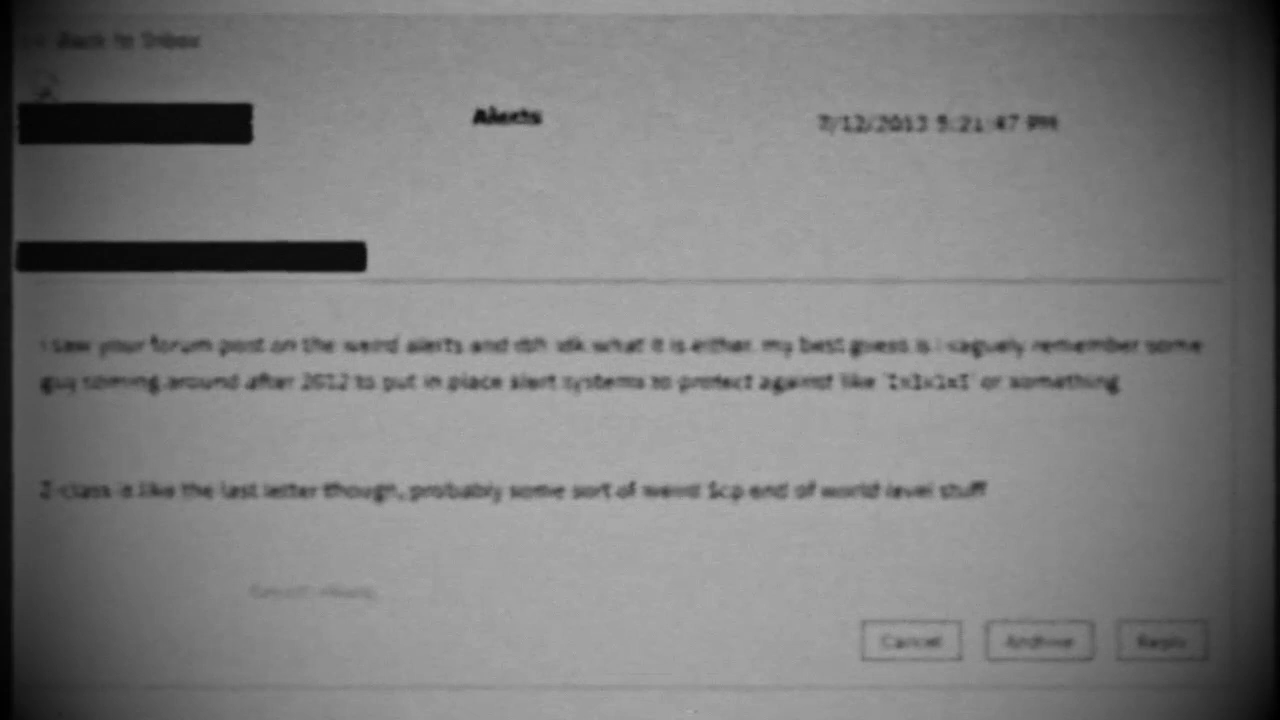 Back to Inbox
Alerts
7/12/2013 5:21:47 PM
i saw your forum post on the weird alerts and tbh idk what it is either. my best guess is i vaguely remember some
guy coming around after 2012 to put in place alert systems to protect against like '1x1x1x1' or something
Z-class is like the last letter though, probably some sort of weird Scp end of world level stuff
Cancel
Archive
Reply